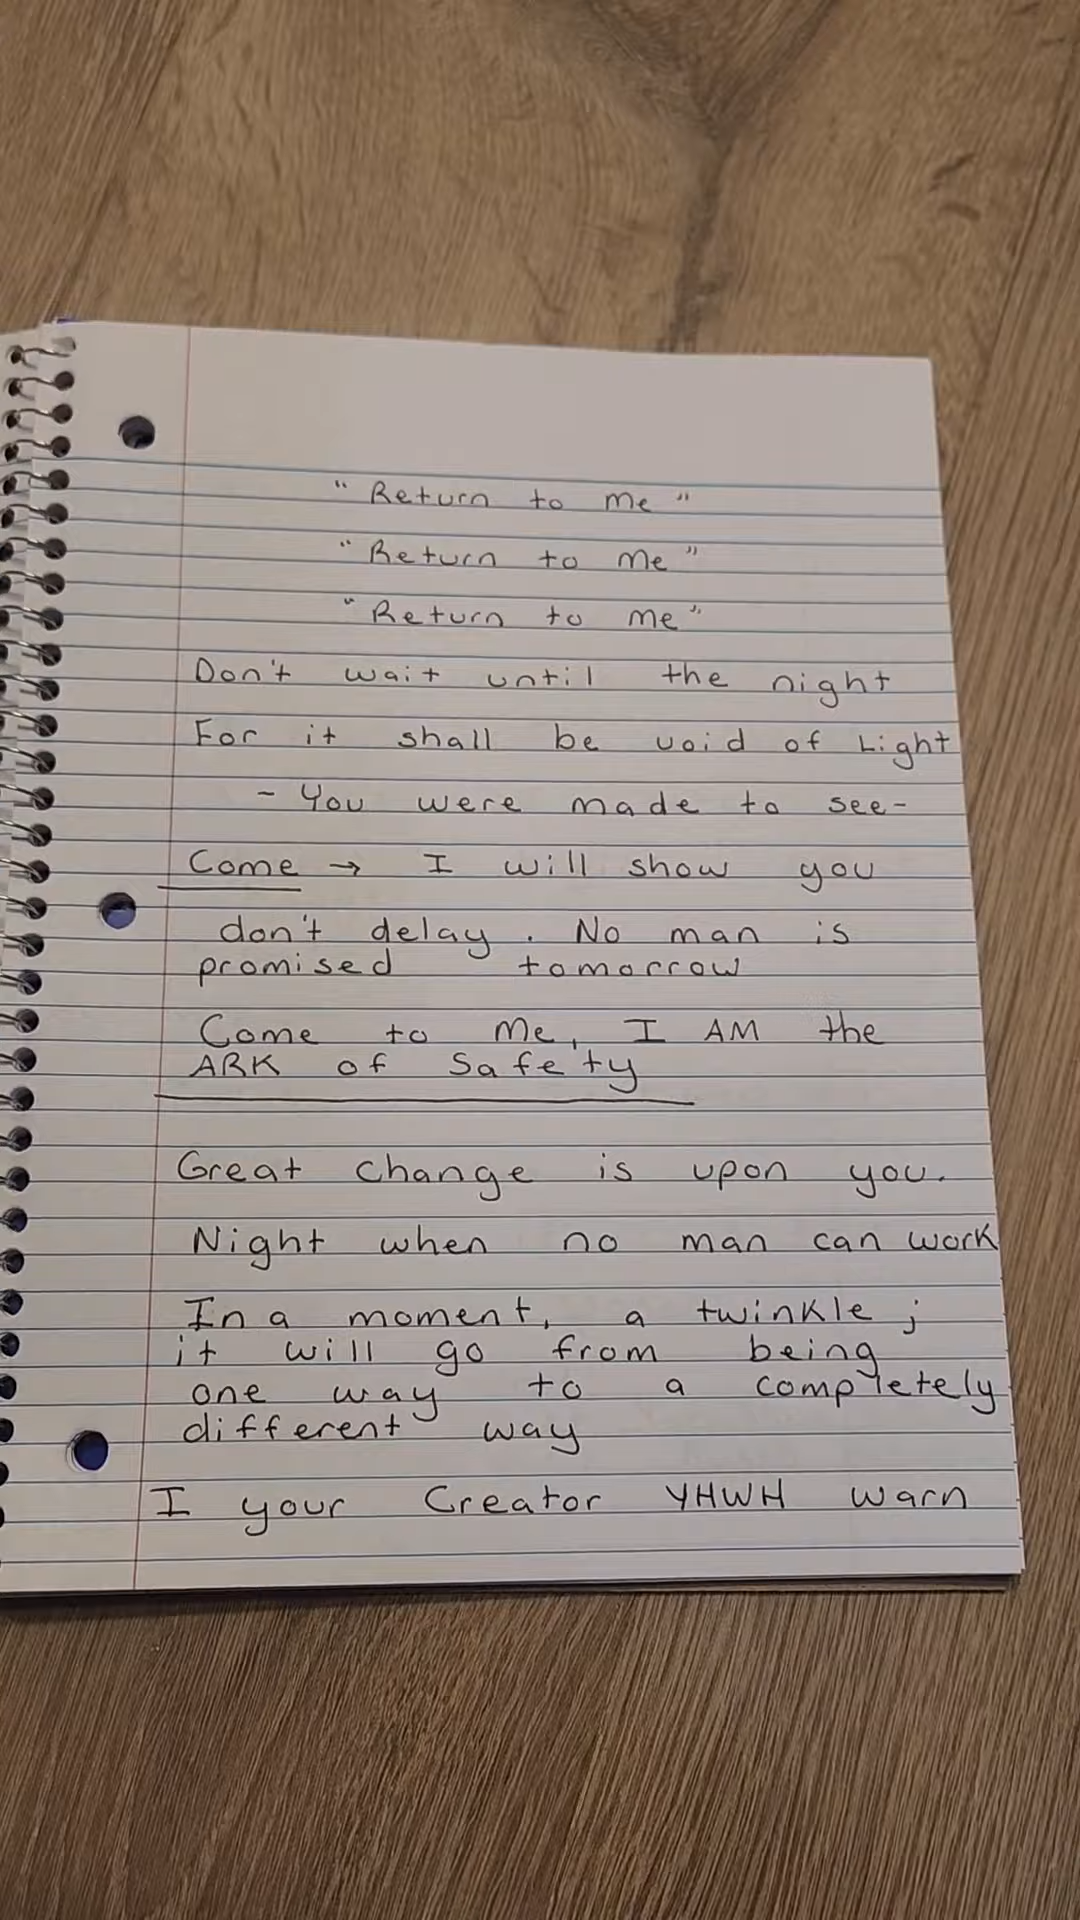 "Return to me"
"Return to me"
"Return to me"
Don't wait until the night
For it shall be void of Light
- You were made to see -
Come → I will show you
don't delay. No man is
promised tomorrow
Come to Me, I AM the
ARK of Safety
Great change is upon you.
Night when no man can work
In a moment, a twinkle;
it will go from being
one way to a completely
different way
I your Creator YHWH warn